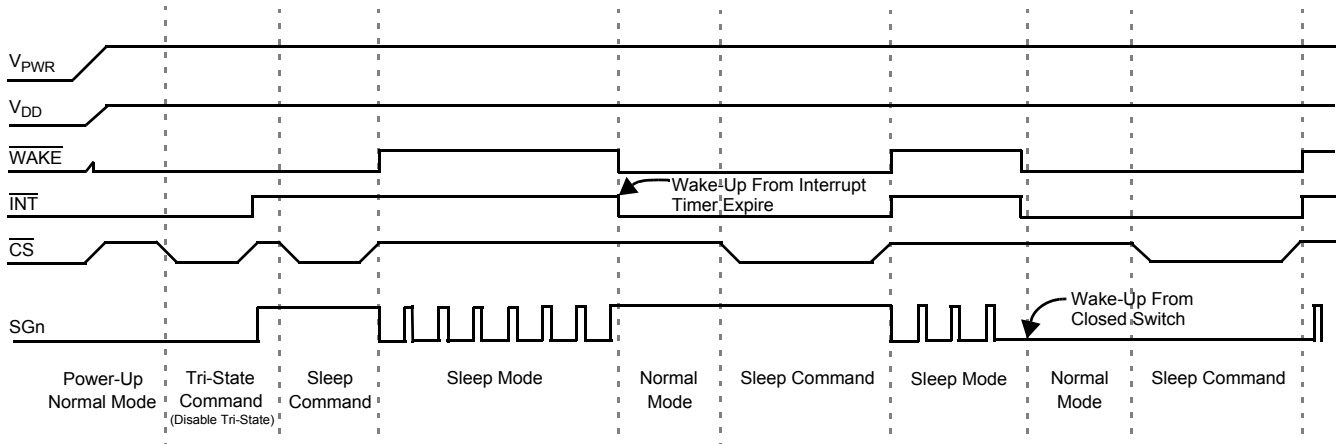 VPWR
VDD
WAKE
INT
Wake-Up From Interrupt
Timer Expire
CS
SGn
Wake-Up From
Closed Switch
Power-Up
Normal Mode
Tri-State
Command
(Disable Tri-State)
Sleep
Command
Sleep Mode
Normal
Mode
Sleep Command
Sleep Mode
Normal
Mode
Sleep Command